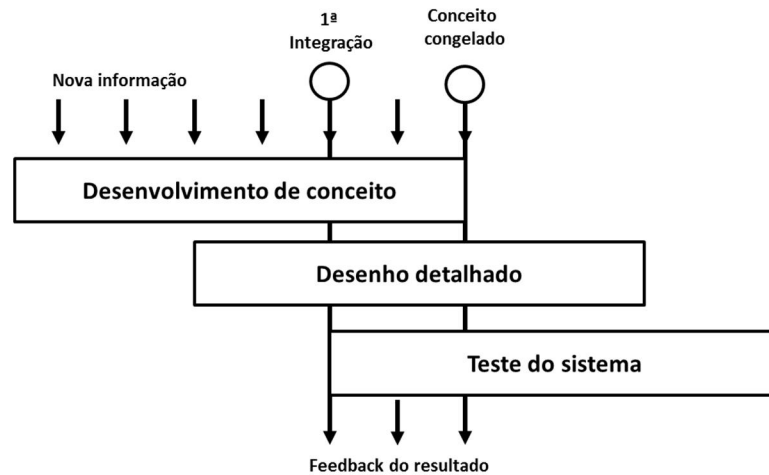 1ª
Integração
Conceito
congelado
Nova informação
Desenvolvimento de conceito
Desenho detalhado
Teste do sistema
Feedback do resultado